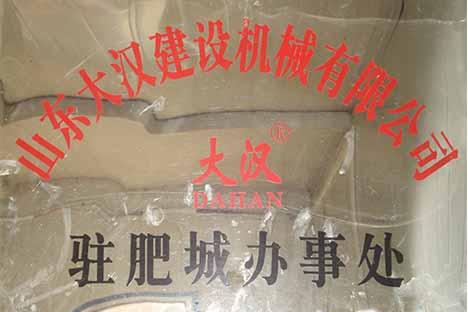 山东大汉建设机械有限公司
大汉®
DAHAN
驻肥城办事处